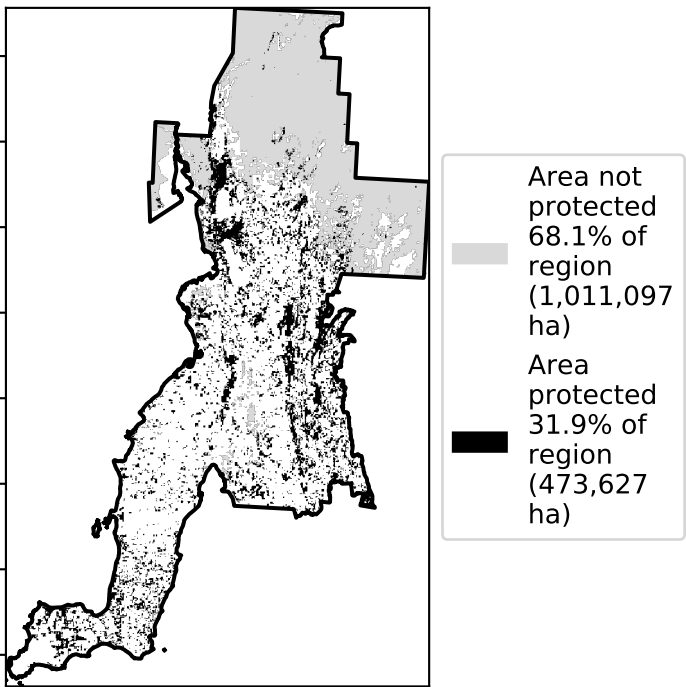 Area not
protected
68.1% of
region
(1,011,097
ha)
Area
protected
31.9% of
region
(473,627
ha)